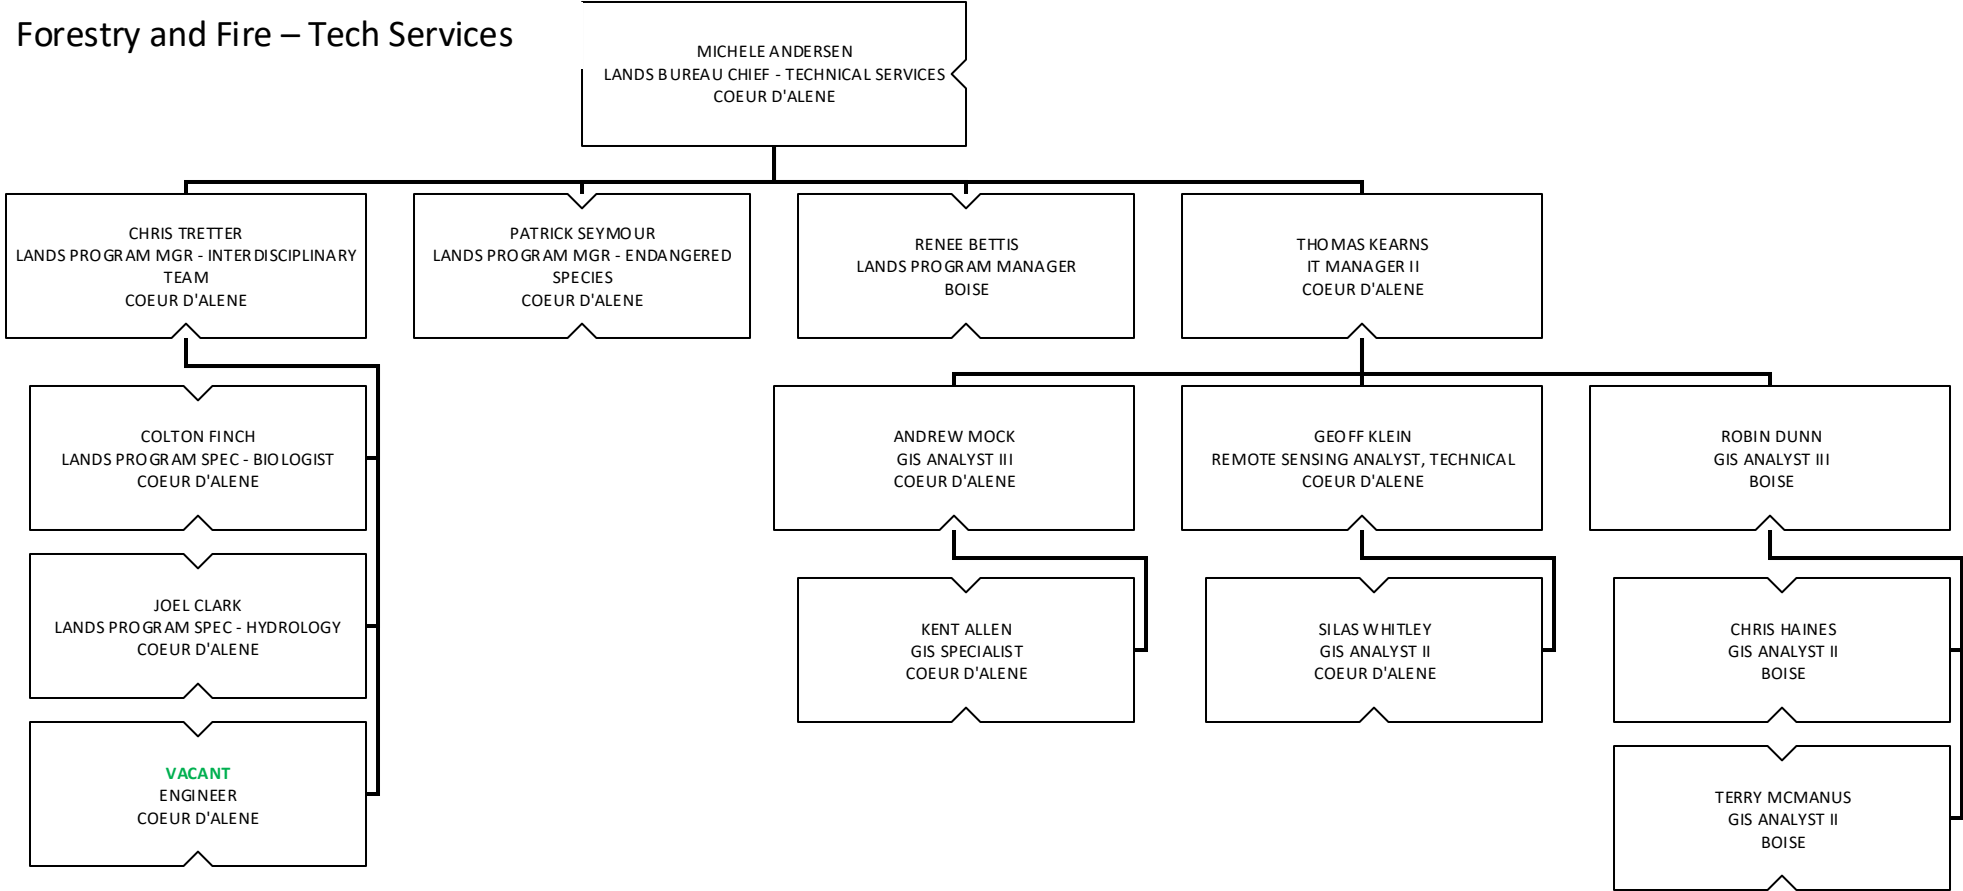 Forestry and Fire – Tech Services
MICHELE ANDERSEN
LANDS BUREAU CHIEF - TECHNICAL SERVICES
COEUR D'ALENE
CHRIS TRETTER
LANDS PROGRAM MGR - INTERDISCIPLINARY
TEAM
COEUR D'ALENE
PATRICK SEYMOUR
LANDS PROGRAM MGR - ENDANGERED
SPECIES
COEUR D'ALENE
RENEE BETTIS
LANDS PROGRAM MANAGER
BOISE
THOMAS KEARNS
IT MANAGER II
COEUR D'ALENE
COLTON FINCH
LANDS PROGRAM SPEC - BIOLOGIST
COEUR D'ALENE
JOEL CLARK
LANDS PROGRAM SPEC - HYDROLOGY
COEUR D'ALENE
VACANT
ENGINEER
COEUR D'ALENE
ANDREW MOCK
GIS ANALYST III
COEUR D'ALENE
KENT ALLEN
GIS SPECIALIST
COEUR D'ALENE
GEOFF KLEIN
REMOTE SENSING ANALYST, TECHNICAL
COEUR D'ALENE
SILAS WHITLEY
GIS ANALYST II
COEUR D'ALENE
ROBIN DUNN
GIS ANALYST III
BOISE
CHRIS HAINES
GIS ANALYST II
BOISE
TERRY MCMANUS
GIS ANALYST II
BOISE